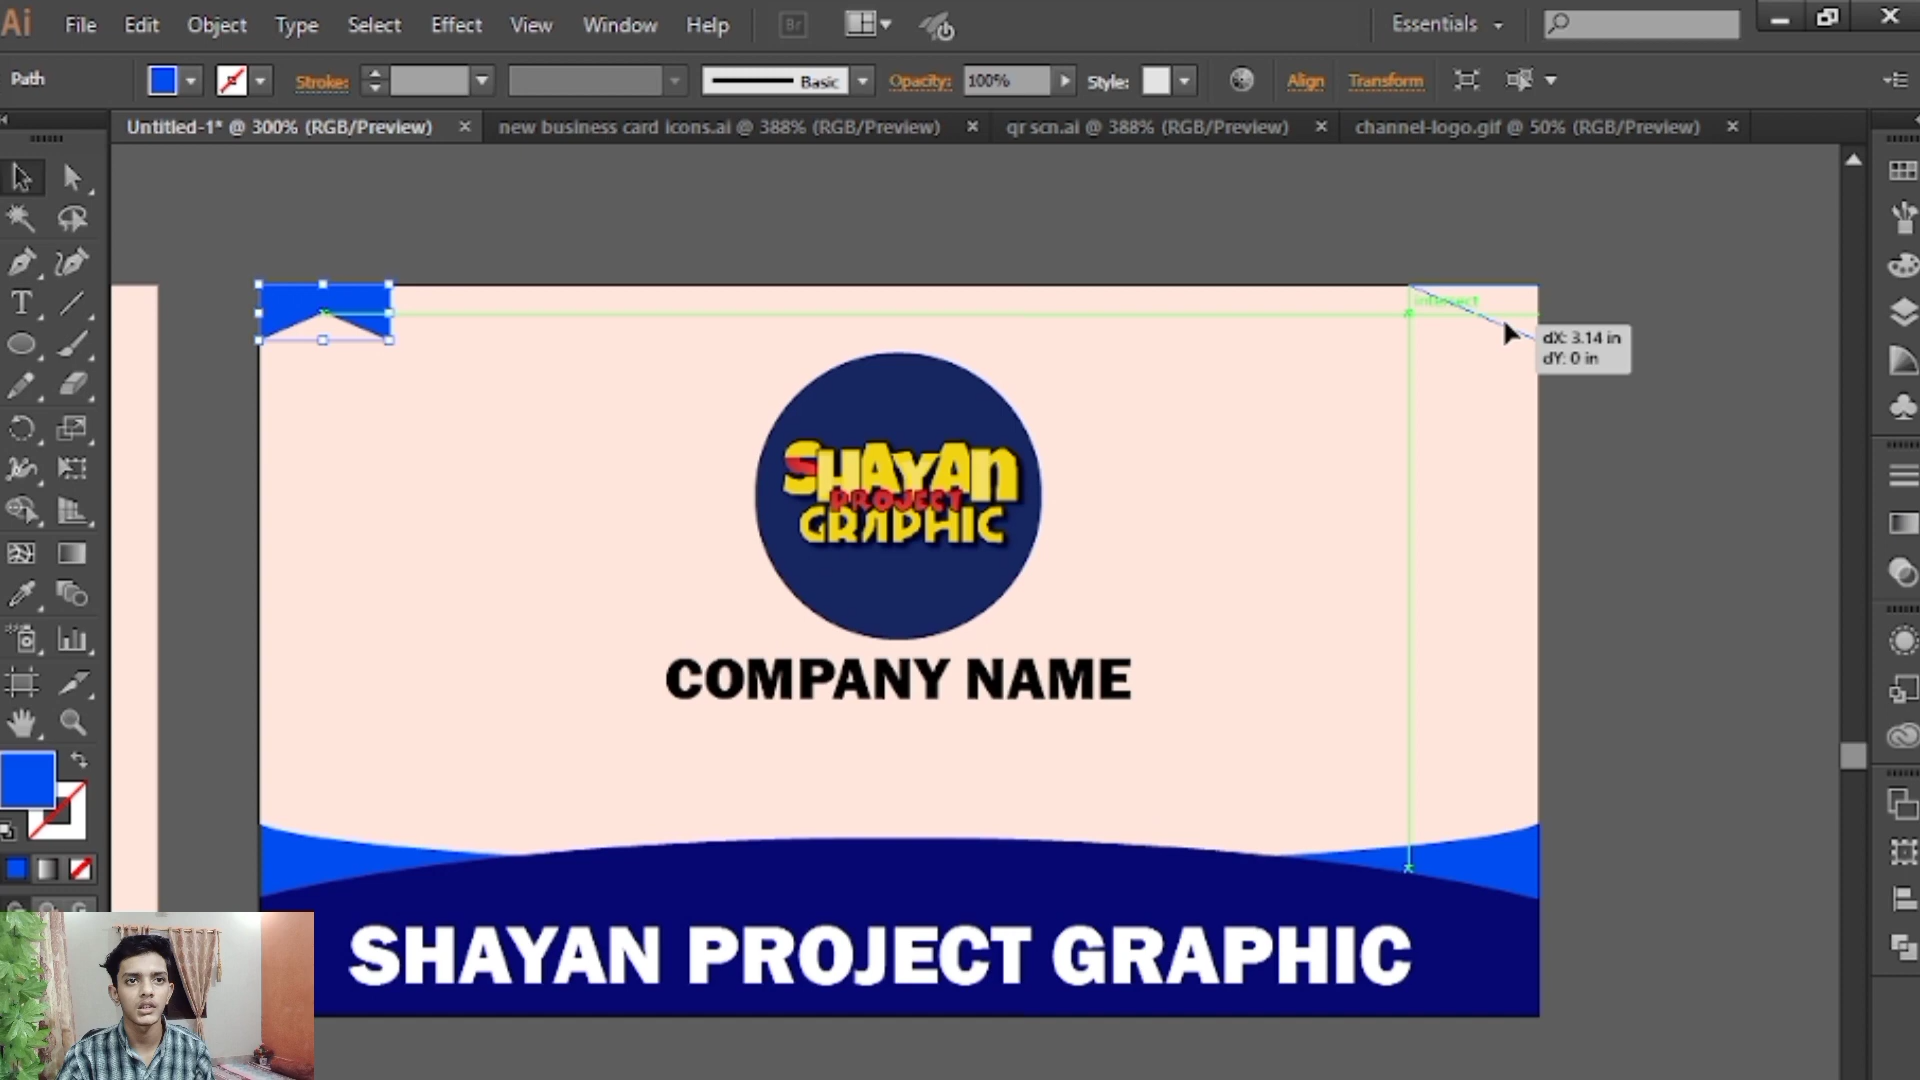 Ai File Edit Object Type Select Effect View Window Help Br Essentials
Path Stroke: Basic Opacity: 100% Style: Align Transform
Untitled-1* @ 300% (RGB/Preview) × new business card icons.ai @ 388% (RGB/Preview) × qr scn.ai @ 388% (RGB/Preview) × channel-logo.gif @ 50% (RGB/Preview) ×
intersect
dX: 3.14 in
dY: 0 in
SHAYAN
PROJECT
GRAPHIC
COMPANY NAME
SHAYAN PROJECT GRAPHIC